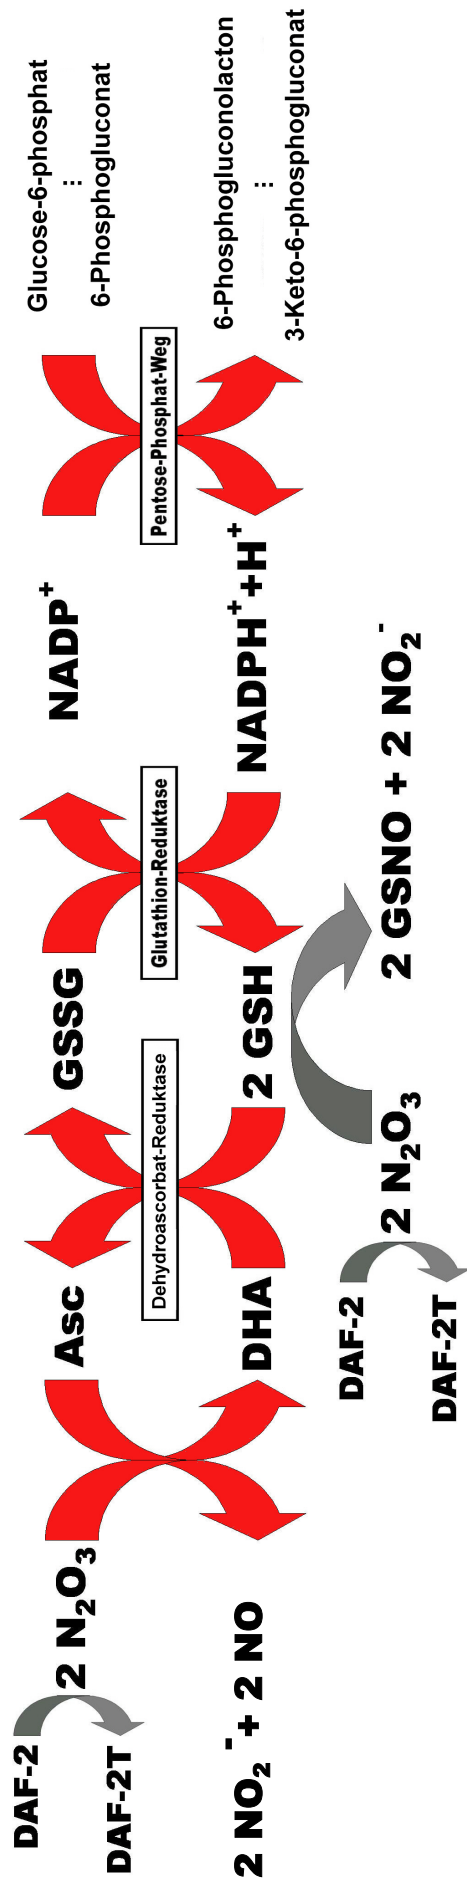 Glucose-6-phosphat
...
6-Phosphogluconat
DAF-2
2 N₂O₃
DAF-2T
Asc
GSSG
NADP⁺
Dehydroascorbat-Reduktase
Glutathion-Reduktase
Pentose-Phosphat-Weg
2 NO₂⁻ + 2 NO
DHA
2 GSH
NADPH⁺+H⁺
6-Phosphogluconolacton
...
3-Keto-6-phosphogluconat
DAF-2
2 N₂O₃
DAF-2T
2 GSNO + 2 NO₂⁻